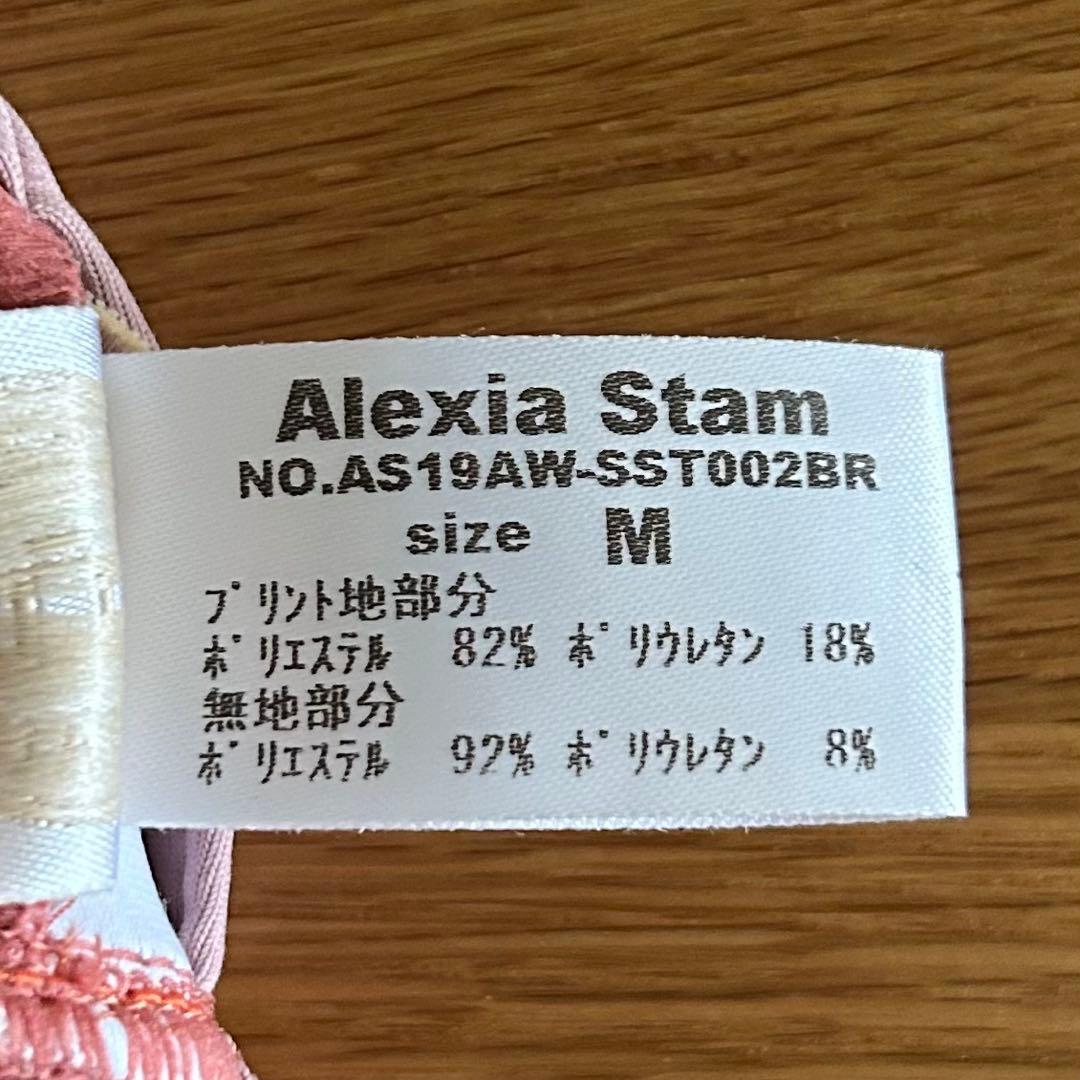 Alexia Stam
NO.AS19AW-SST002BR
size M
プリント地部分
ポリエステル 82% ポリウレタン 18%
無地部分
ポリエステル 92% ポリウレタン 8%